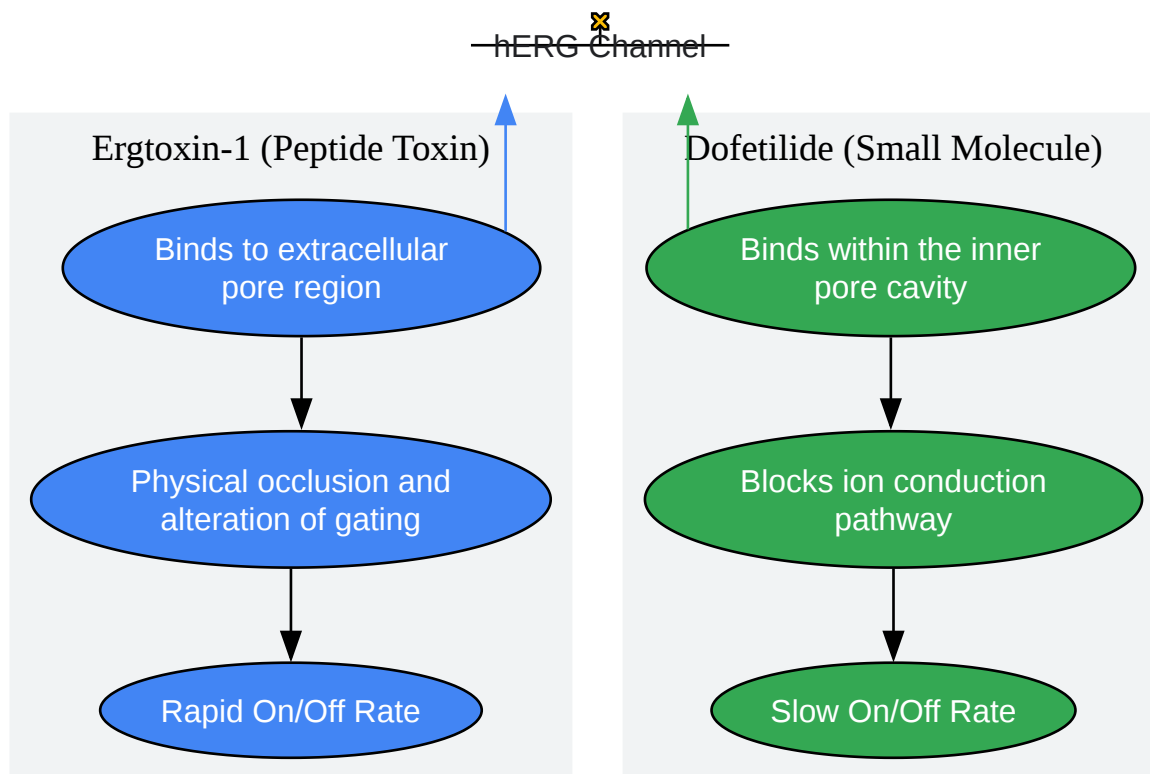 hERG Channel
Ergtoxin-1 (Peptide Toxin)
Binds to extracellular
pore region
Physical occlusion and
alteration of gating
Rapid On/Off Rate
Dofetilide (Small Molecule)
Binds within the inner
pore cavity
Blocks ion conduction
pathway
Slow On/Off Rate